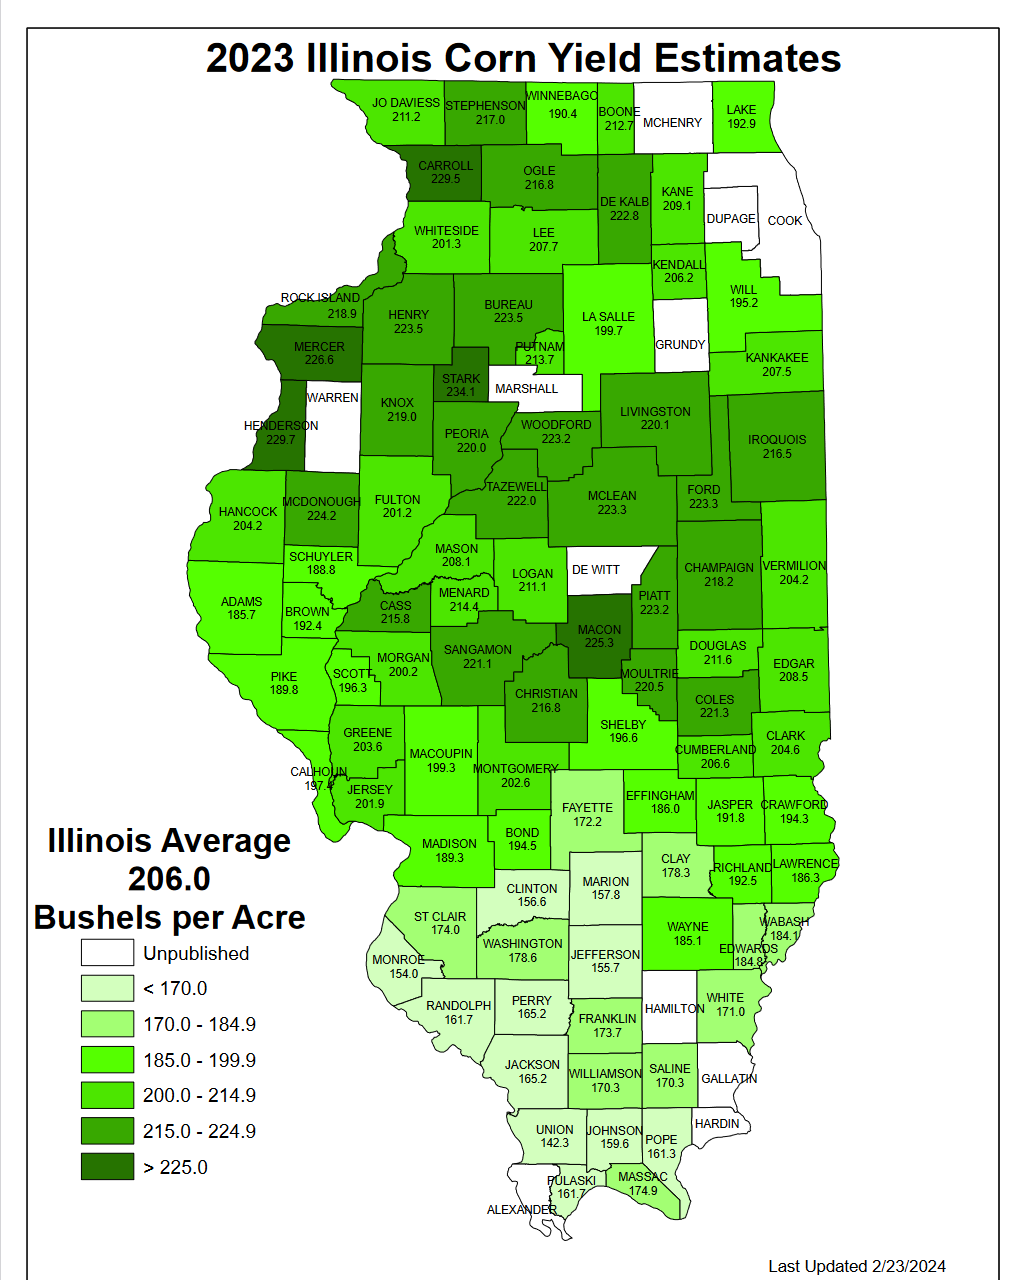 2023 Illinois Corn Yield Estimates
JO DAVIESS
211.2
STEPHENSON
217.0
WINNEBAGO
190.4
BOONE
212.7
MCHENRY
LAKE
192.9
CARROLL
229.5
OGLE
216.8
DE KALB
222.8
KANE
209.1
DUPAGE
COOK
WHITESIDE
201.3
LEE
207.7
KENDALL
206.2
WILL
195.2
ROCK ISLAND
218.9
HENRY
223.5
BUREAU
223.5
LA SALLE
199.7
GRUNDY
PUTNAM
213.7
KANKAKEE
207.5
MERCER
226.6
STARK
234.1
MARSHALL
WARREN
KNOX
219.0
HENDERSON
229.7
PEORIA
220.0
WOODFORD
223.2
LIVINGSTON
220.1
IROQUOIS
216.5
HANCOCK
204.2
MCDONOUGH
224.2
FULTON
201.2
TAZEWELL
222.0
MCLEAN
223.3
FORD
223.3
SCHUYLER
188.8
MASON
208.1
LOGAN
211.1
DE WITT
CHAMPAIGN
218.2
VERMILION
204.2
ADAMS
185.7
BROWN
192.4
CASS
215.8
MENARD
214.4
PIATT
223.2
MACON
225.3
PIKE
189.8
SCOTT
196.3
MORGAN
200.2
SANGAMON
221.1
CHRISTIAN
216.8
MOULTRIE
220.5
DOUGLAS
211.6
EDGAR
208.5
COLES
221.3
GREENE
203.6
MACOUPIN
199.3
MONTGOMERY
202.6
SHELBY
196.6
CUMBERLAND
206.6
CLARK
204.6
CALHOUN
197.4
JERSEY
201.9
FAYETTE
172.2
EFFINGHAM
186.0
JASPER
191.8
CRAWFORD
194.3
MADISON
189.3
BOND
194.5
CLAY
178.3
RICHLAND
192.5
LAWRENCE
186.3
CLINTON
156.6
MARION
157.8
ST CLAIR
174.0
WAYNE
185.1
WABASH
184.1
EDWARDS
184.8
MONROE
154.0
WASHINGTON
178.6
JEFFERSON
155.7
RANDOLPH
161.7
PERRY
165.2
FRANKLIN
173.7
HAMILTON
WHITE
171.0
JACKSON
165.2
WILLIAMSON
170.3
SALINE
170.3
GALLATIN
UNION
142.3
JOHNSON
159.6
POPE
161.3
HARDIN
ALEXANDER
PULASKI
161.7
MASSAC
174.9
Illinois Average
206.0
Bushels per Acre
Unpublished
< 170.0
170.0 - 184.9
185.0 - 199.9
200.0 - 214.9
215.0 - 224.9
> 225.0
Last Updated 2/23/2024